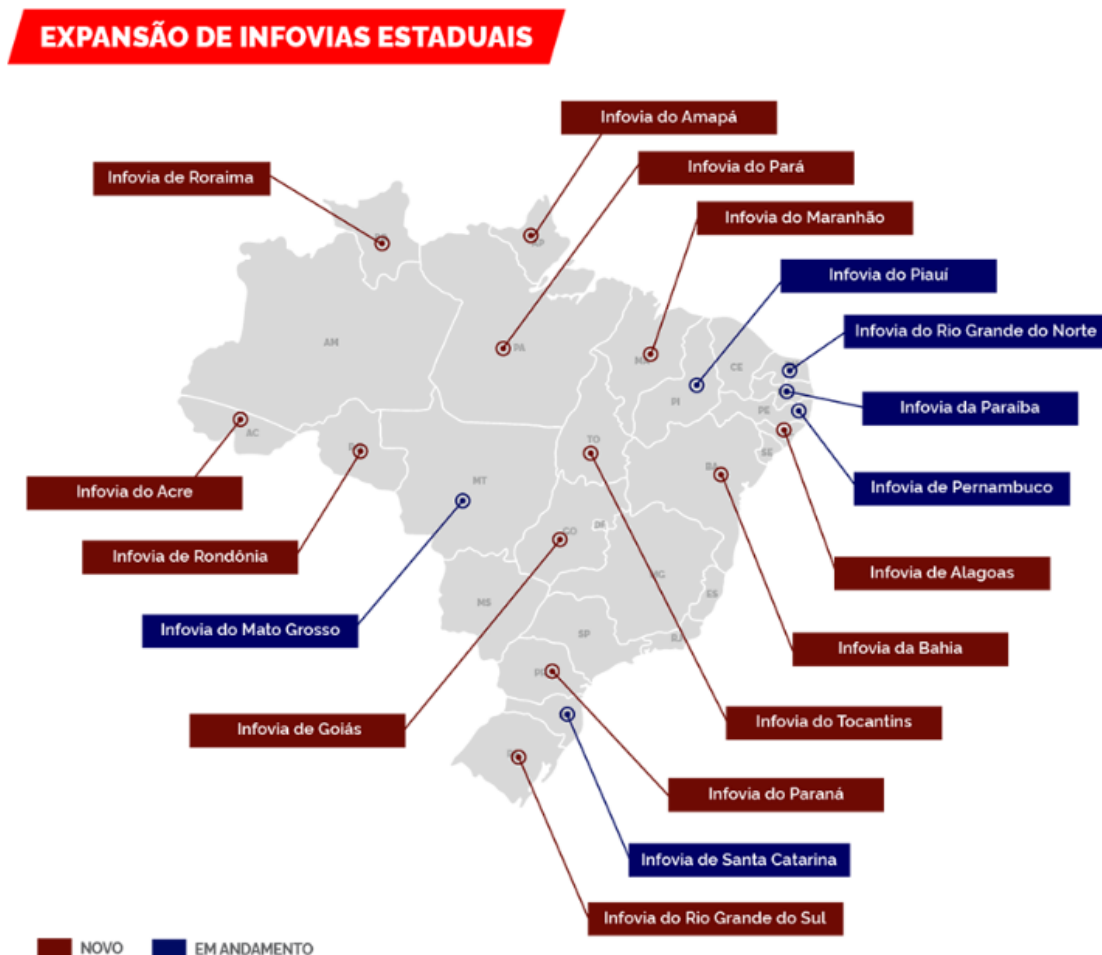 EXPANSÃO DE INFOVIAS ESTADUAIS
Infovia do Amapá
Infovia do Pará
Infovia de Roraima
Infovia do Maranhão
Infovia do Piauí
Infovia do Rio Grande do Norte
Infovia da Paraíba
Infovia de Pernambuco
Infovia do Acre
Infovia de Rondônia
Infovia de Alagoas
Infovia do Mato Grosso
Infovia da Bahia
Infovia de Goiás
Infovia do Tocantins
Infovia do Paraná
Infovia de Santa Catarina
Infovia do Rio Grande do Sul
AM
PA
CE
PI
PE
AC
TO
SE
BA
MT
GO
DF
MG
ES
MS
SP
RJ
NOVO
EM ANDAMENTO